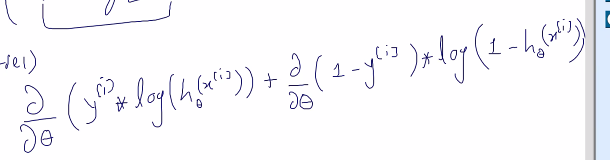 ∂/∂θ (y^[i] * log(h_θ(x^[i])) + ∂/∂θ (1 - y^[i]) * log(1 - h_θ(x^[i]))